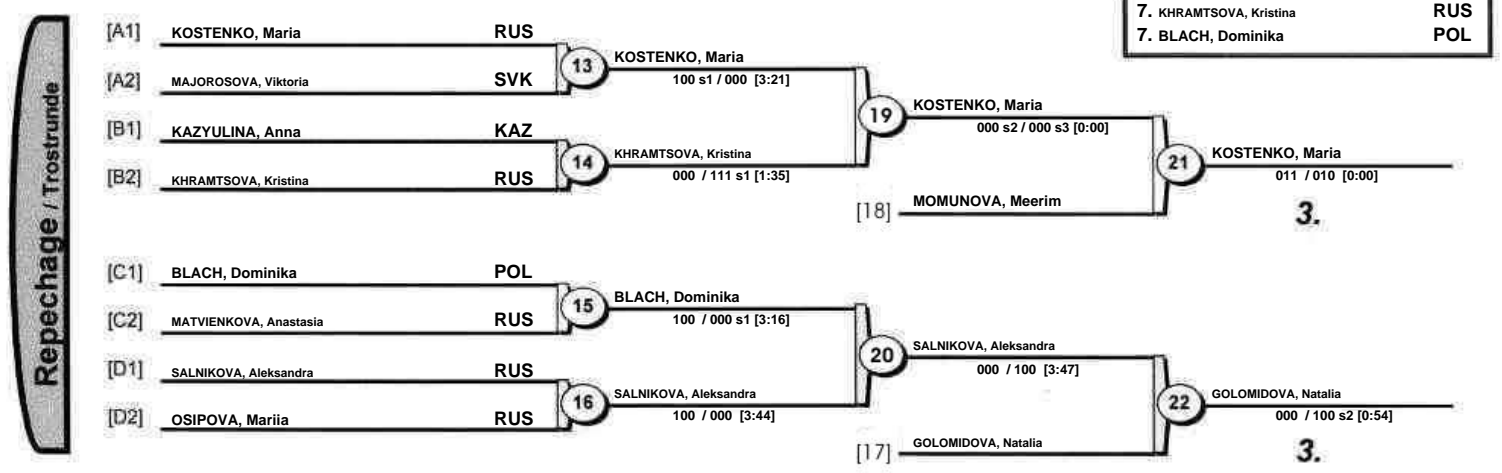 7. KHRAMTSOVA, Kristina RUS
7. BLACH, Dominika POL
Repechage / Trostrunde
[A1] KOSTENKO, Maria RUS
[A2] MAJOROSOVA, Viktoria SVK
13
KOSTENKO, Maria
100 s1 / 000 [3:21]
[B1] KAZYULINA, Anna KAZ
[B2] KHRAMTSOVA, Kristina RUS
14
KHRAMTSOVA, Kristina
000 / 111 s1 [1:35]
19
KOSTENKO, Maria
000 s2 / 000 s3 [0:00]
[18] MOMUNOVA, Meerim
21
KOSTENKO, Maria
011 / 010 [0:00]
3.
[C1] BLACH, Dominika POL
[C2] MATVIENKOVA, Anastasia RUS
15
BLACH, Dominika
100 / 000 s1 [3:16]
[D1] SALNIKOVA, Aleksandra RUS
[D2] OSIPOVA, Mariia RUS
16
SALNIKOVA, Aleksandra
100 / 000 [3:44]
20
SALNIKOVA, Aleksandra
000 / 100 [3:47]
[17] GOLOMIDOVA, Natalia
22
GOLOMIDOVA, Natalia
000 / 100 s2 [0:54]
3.